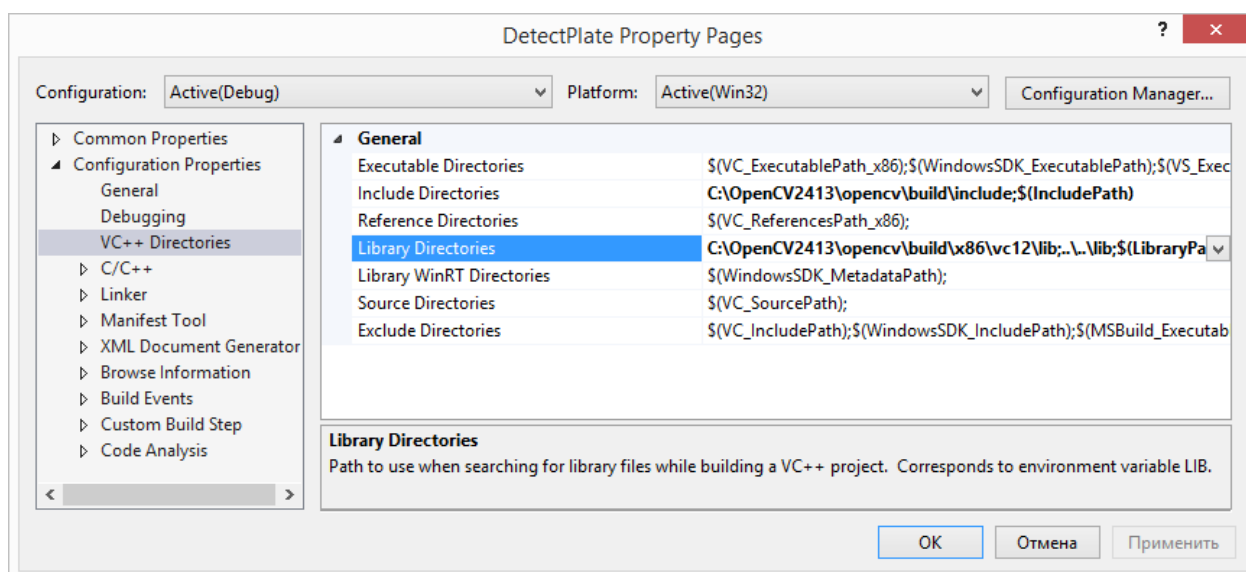 DetectPlate Property Pages
?
Configuration: Active(Debug) Platform: Active(Win32) Configuration Manager...
Common Properties
Configuration Properties
General
Debugging
VC++ Directories
C/C++
Linker
Manifest Tool
XML Document Generator
Browse Information
Build Events
Custom Build Step
Code Analysis
General
Executable Directories $(VC_ExecutablePath_x86);$(WindowsSDK_ExecutablePath);$(VS_Exec
Include Directories C:\OpenCV2413\opencv\build\include;$(IncludePath)
Reference Directories $(VC_ReferencesPath_x86);
Library Directories C:\OpenCV2413\opencv\build\x86\vc12\lib;..\..\lib;$(LibraryPa
Library WinRT Directories $(WindowsSDK_MetadataPath);
Source Directories $(VC_SourcePath);
Exclude Directories $(VC_IncludePath);$(WindowsSDK_IncludePath);$(MSBuild_Executab
Library Directories
Path to use when searching for library files while building a VC++ project. Corresponds to environment variable LIB.
OK Отмена Применить